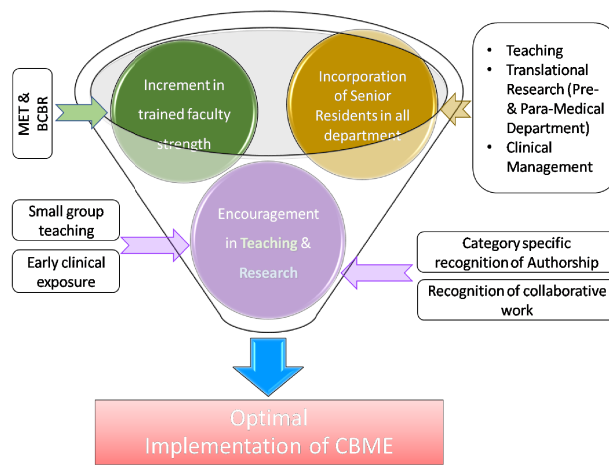 MET &
BCBR
Increment in
trained faculty
strength
Incorporation
of Senior
Residents in all
department
• Teaching
• Translational
Research (Pre-
& Para-Medical
Department)
• Clinical
Management
Small group
teaching
Early clinical
exposure
Encouragement
in Teaching &
Research
Category specific
recognition of Authorship
Recognition of collaborative
work
Optimal
Implementation of CBME